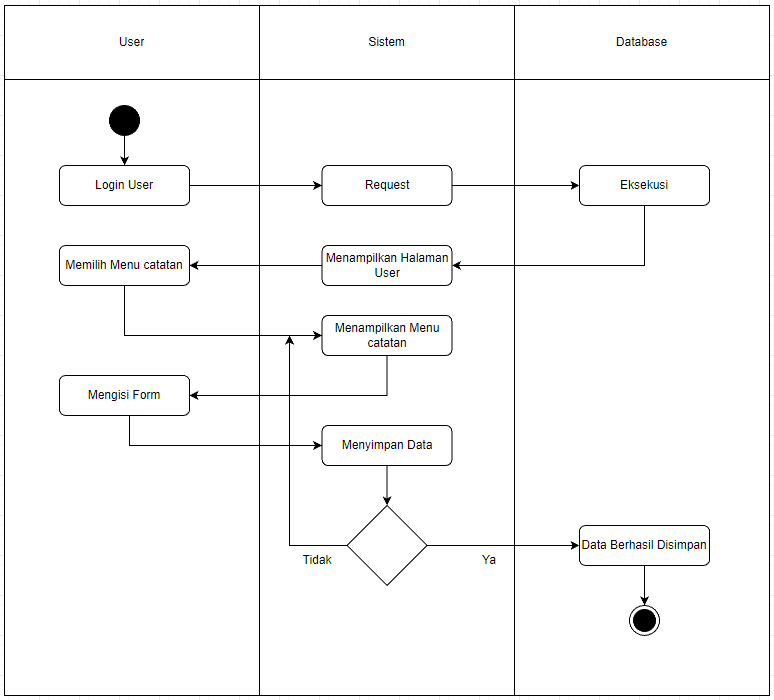 User
Sistem
Database
Login User
Request
Eksekusi
Memilih Menu catatan
Menampilkan Halaman
User
Menampilkan Menu
catatan
Mengisi Form
Menyimpan Data
Tidak
Ya
Data Berhasil Disimpan